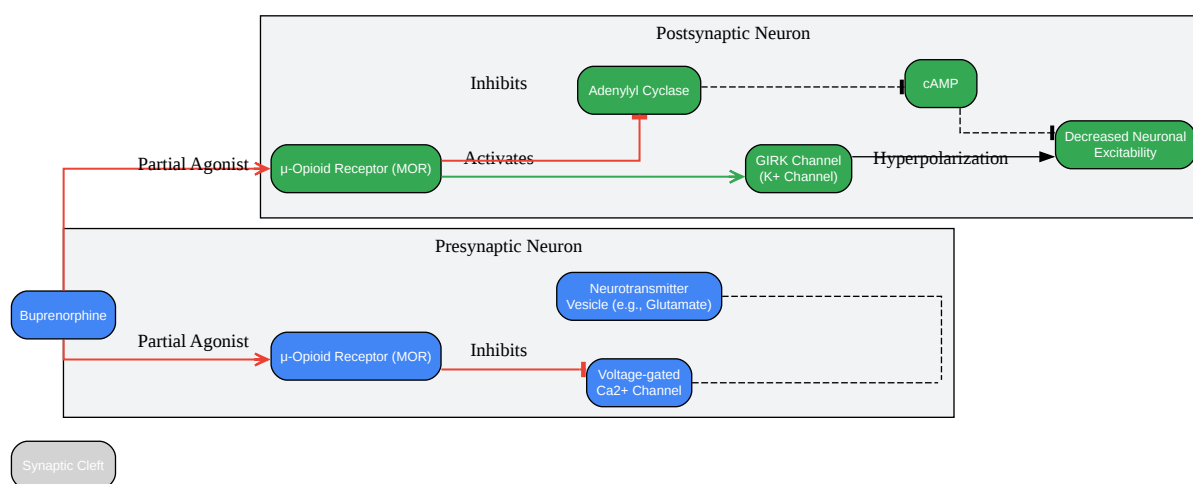 Postsynaptic Neuron
Inhibits
Adenylyl Cyclase
cAMP
Partial Agonist
μ-Opioid Receptor (MOR)
Activates
GIRK Channel
(K+ Channel)
Hyperpolarization
Decreased Neuronal
Excitability
Presynaptic Neuron
Buprenorphine
Partial Agonist
μ-Opioid Receptor (MOR)
Inhibits
Neurotransmitter
Vesicle (e.g., Glutamate)
Voltage-gated
Ca2+ Channel
Synaptic Cleft